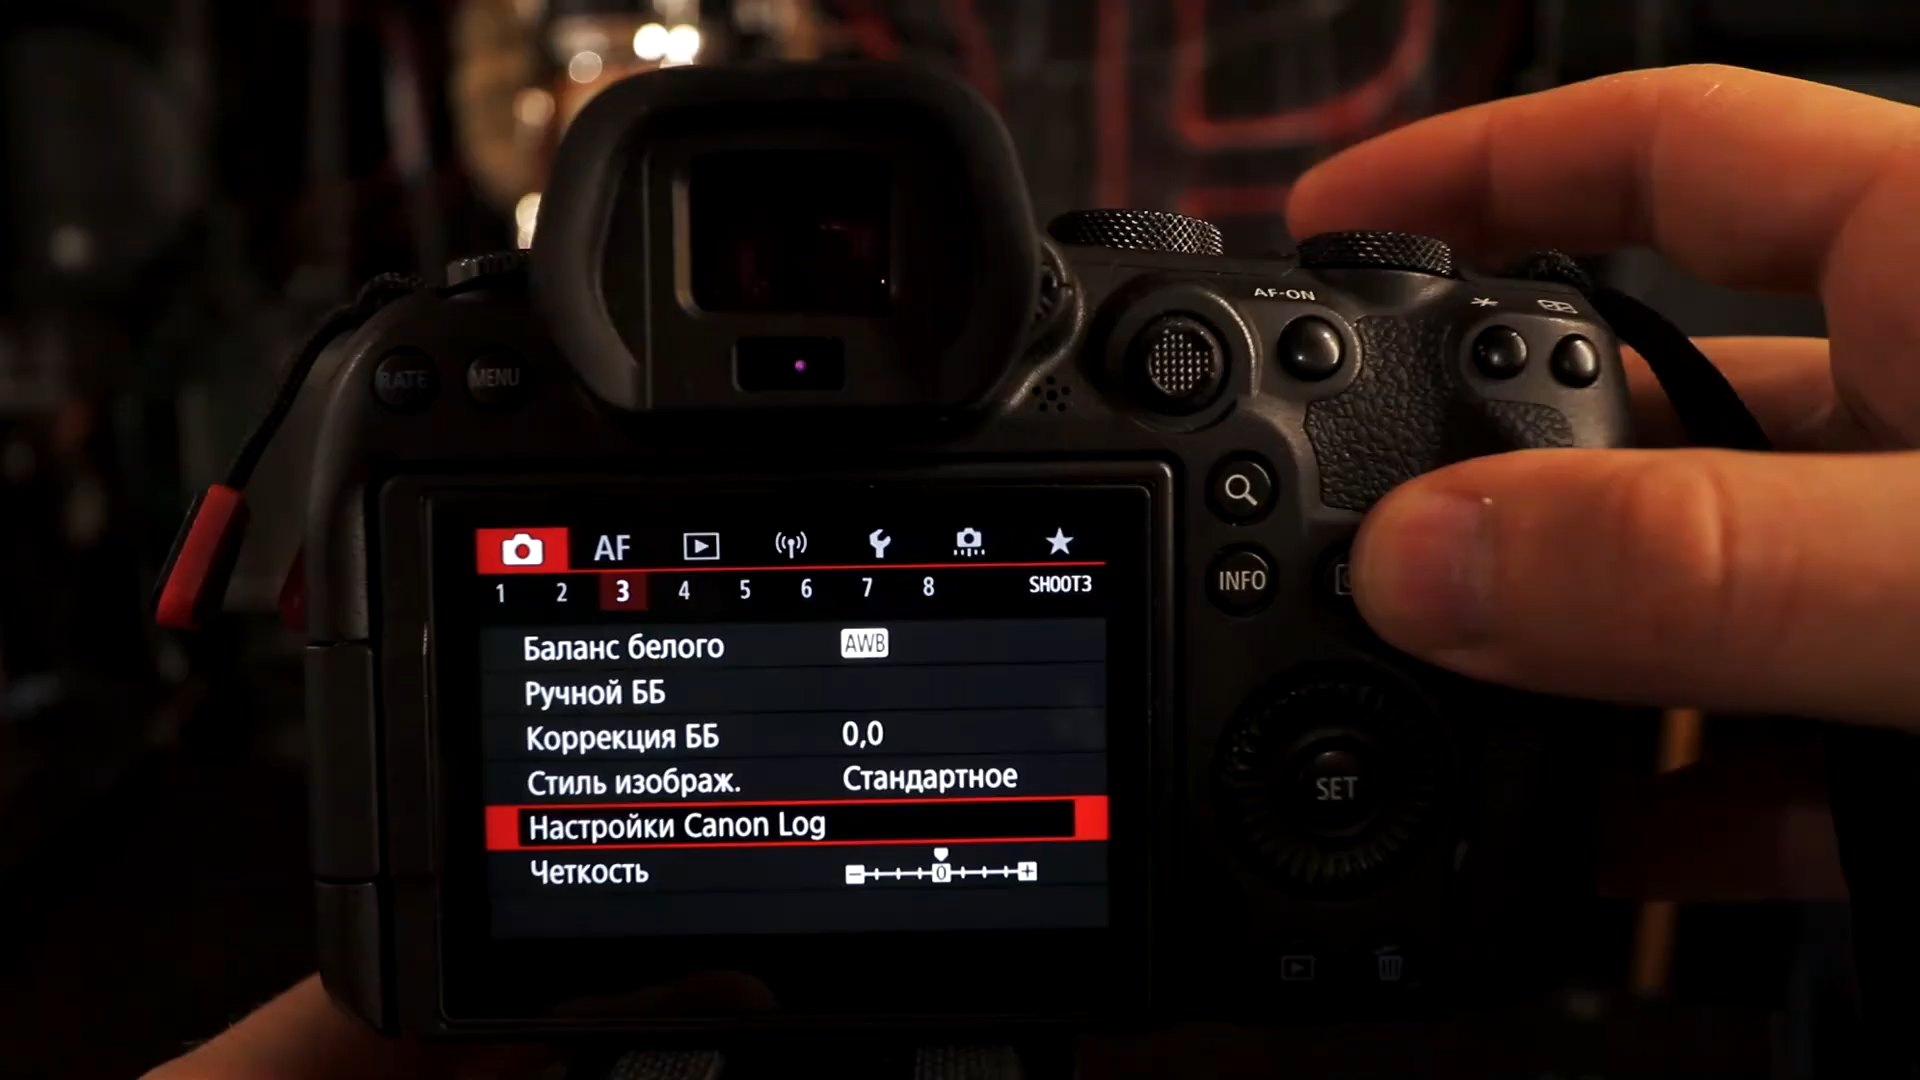 RATE
MENU
AF-ON
AF
1 2 3 4 5 6 7 8 SHOOT3
Баланс белого AWB
Ручной ББ
Коррекция ББ 0,0
Стиль изображ. Стандартное
Настройки Canon Log
Четкость 0
INFO
SET